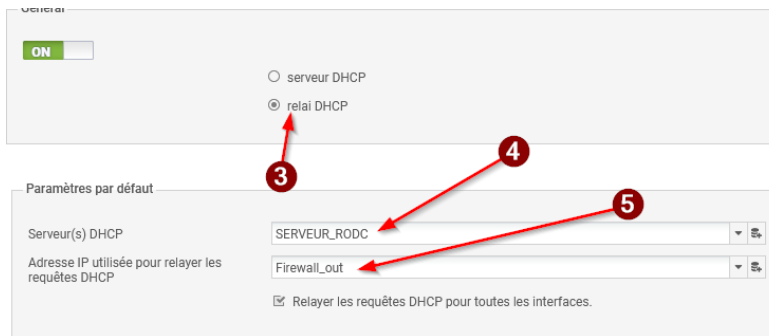 General
ON
serveur DHCP
relai DHCP
3
4
Paramètres par défaut
5
Serveur(s) DHCP
SERVEUR_RODC
Adresse IP utilisée pour relayer les
requêtes DHCP
Firewall_out
Relayer les requêtes DHCP pour toutes les interfaces.